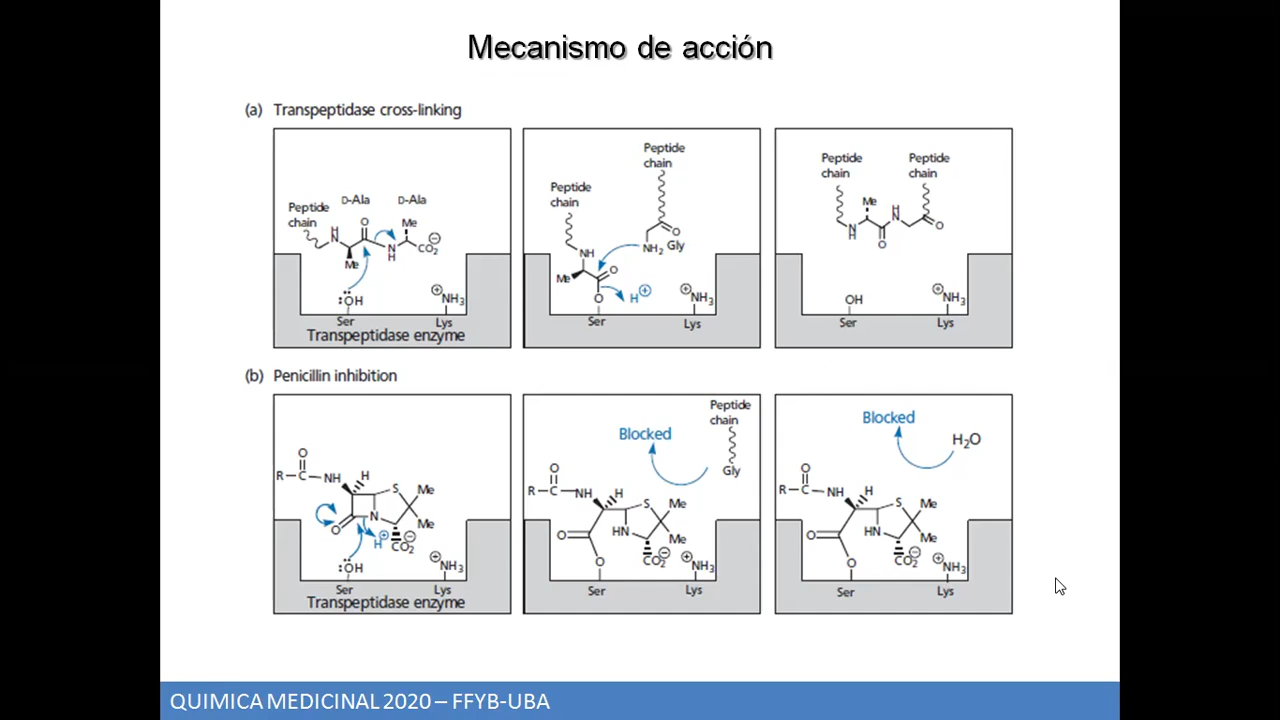 Mecanismo de acción
(a) Transpeptidase cross-linking
Peptide
chain
D-Ala
D-Ala
O
Me
H
N
N
H
CO2⊖
Me
:ÖH
⊕
NH3
Ser
Lys
Transpeptidase enzyme
Peptide
chain
Peptide
chain
O
NH
NH2 Gly
Me
O
O
H⊕
⊕
NH3
Ser
Lys
Peptide
chain
Peptide
chain
Me
H
N
O
N
H
O
OH
⊕
NH3
Ser
Lys
(b) Penicillin inhibition
O
R
C
NH
H
S
Me
Me
N
O
H⊕
CO2⊖
:ÖH
⊕
NH3
Ser
Lys
Transpeptidase enzyme
Peptide
chain
Blocked
Gly
O
R
C
NH
H
S
Me
Me
O
HN
O
CO2⊖
⊕
NH3
Ser
Lys
Blocked
H2O
O
R
C
NH
H
S
Me
Me
O
HN
O
CO2⊖
⊕
NH3
Ser
Lys
QUIMICA MEDICINAL 2020 – FFYB-UBA